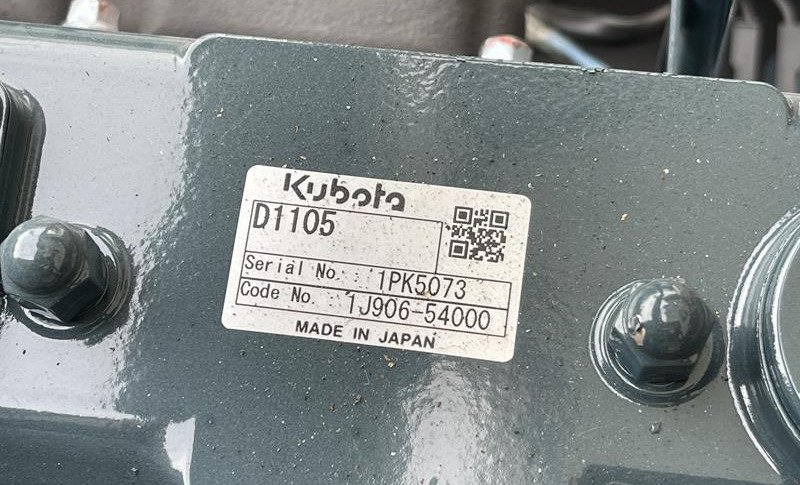 Kubota
D1105
Serial No. : 1PK5073
Code No. : 1J906-54000
MADE IN JAPAN